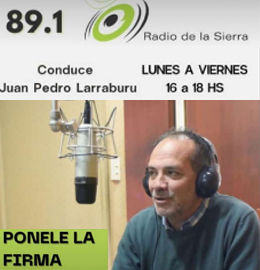 89.1
Radio de la Sierra
Conduce
Juan Pedro Larraburu
LUNES A VIERNES
16 a 18 HS
PONELE LA
FIRMA